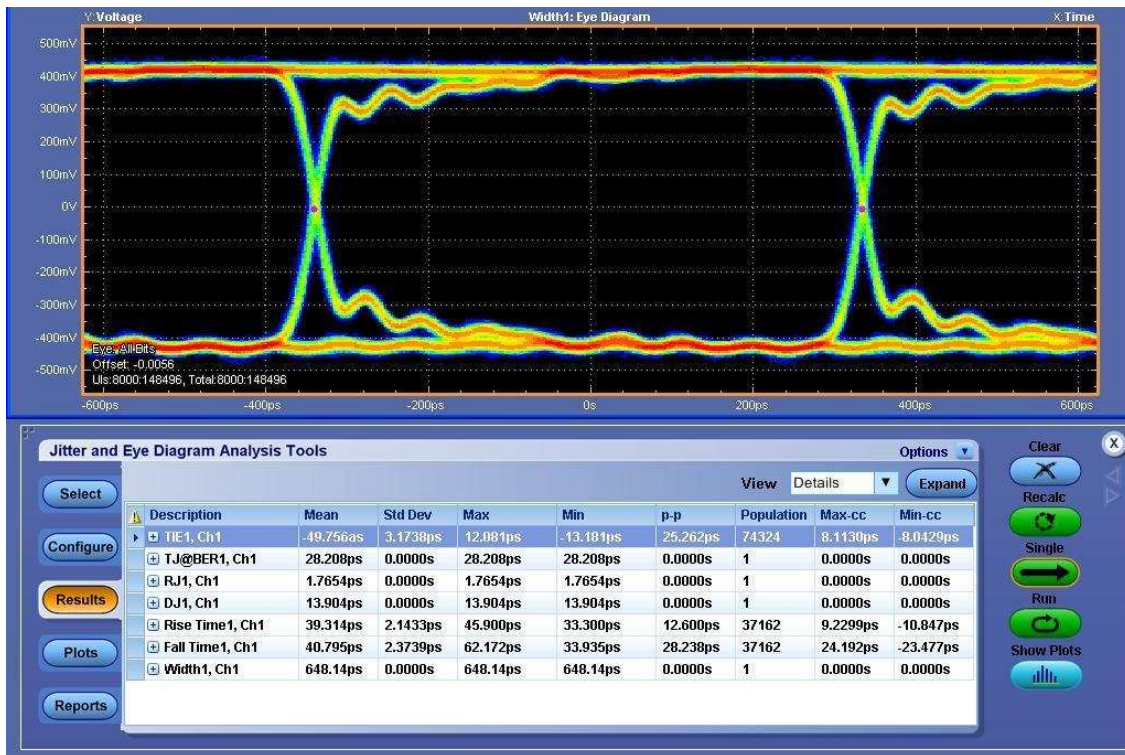 Y:Voltage Width1: Eye Diagram X:Time
500mV
400mV
300mV
200mV
100mV
0V
-100mV
-200mV
-300mV
-400mV
-500mV
Eye: All Bits
Offset: -0.0056
UIs:8000:148496, Total:8000:148496
-600ps -400ps -200ps 0s 200ps 400ps 600ps
Jitter and Eye Diagram Analysis Tools Options
Clear
X
View Details Expand
Select
Recalc
Description Mean Std Dev Max Min p-p Population Max-cc Min-cc
TIE1, Ch1 -49.756as 3.1738ps 12.081ps -13.181ps 25.262ps 74324 8.1130ps -8.0429ps
Configure
Single
TJ@BER1, Ch1 28.208ps 0.0000s 28.208ps 28.208ps 0.0000s 1 0.0000s 0.0000s
RJ1, Ch1 1.7654ps 0.0000s 1.7654ps 1.7654ps 0.0000s 1 0.0000s 0.0000s
Results
Run
DJ1, Ch1 13.904ps 0.0000s 13.904ps 13.904ps 0.0000s 1 0.0000s 0.0000s
Rise Time1, Ch1 39.314ps 2.1433ps 45.900ps 33.300ps 12.600ps 37162 9.2299ps -10.847ps
Fall Time1, Ch1 40.795ps 2.3739ps 62.172ps 33.935ps 28.238ps 37162 24.192ps -23.477ps
Plots
Show Plots
Width1, Ch1 648.14ps 0.0000s 648.14ps 648.14ps 0.0000s 1 0.0000s 0.0000s
Reports